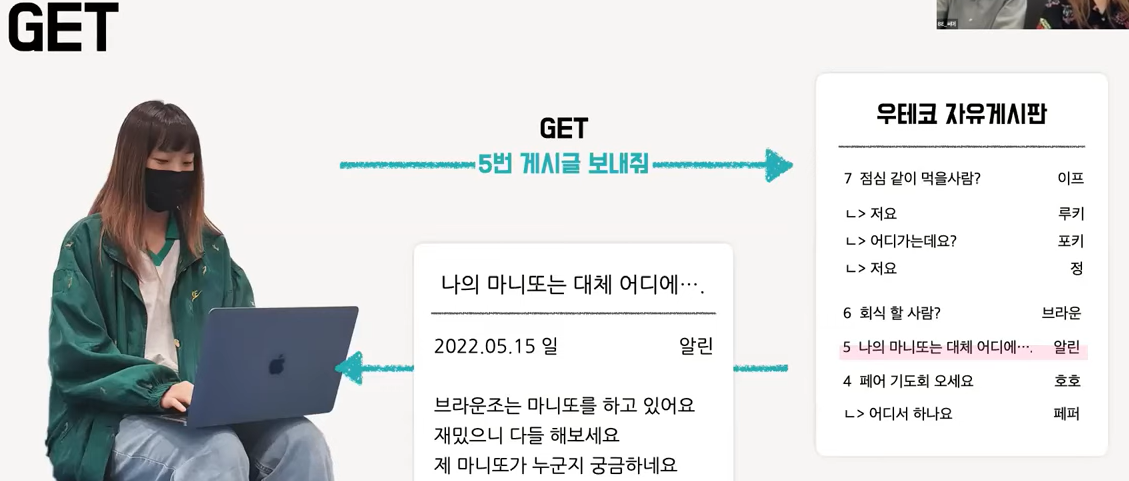 GET
GET
5번 게시글 보내줘
우테코 자유게시판
7 점심 같이 먹을사람? 이프
ㄴ> 저요 루키
ㄴ> 어디가는데요? 포키
ㄴ> 저요 정
6 회식 할 사람? 브라운
5 나의 마니또는 대체 어디에…. 알린
4 페어 기도회 오세요 호호
ㄴ> 어디서 하나요 페퍼
나의 마니또는 대체 어디에….
2022.05.15 일 알린
브라운조는 마니또를 하고 있어요
재밌으니 다들 해보세요
제 마니또가 누군지 궁금하네요